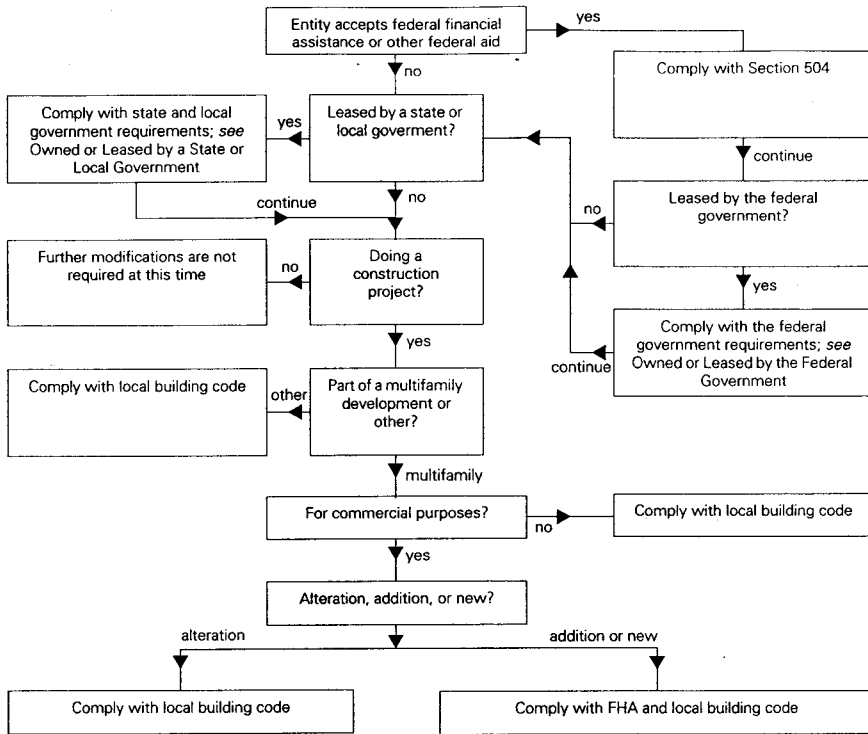 Entity accepts federal financial
assistance or other federal aid
yes
no
Comply with Section 504
Comply with state and local
government requirements; see
Owned or Leased by a State or
Local Government
yes
Leased by a state or
local goverment?
continue
continue
no
Leased by the federal
government?
no
yes
Further modifications are not
required at this time
no
Doing a
construction
project?
Comply with the federal
government requirements; see
Owned or Leased by the Federal
Government
continue
yes
Comply with local building code
other
Part of a multifamily
development or
other?
multifamily
For commercial purposes?
no
Comply with local building code
yes
Alteration, addition, or new?
alteration
addition or new
Comply with local building code
Comply with FHA and local building code